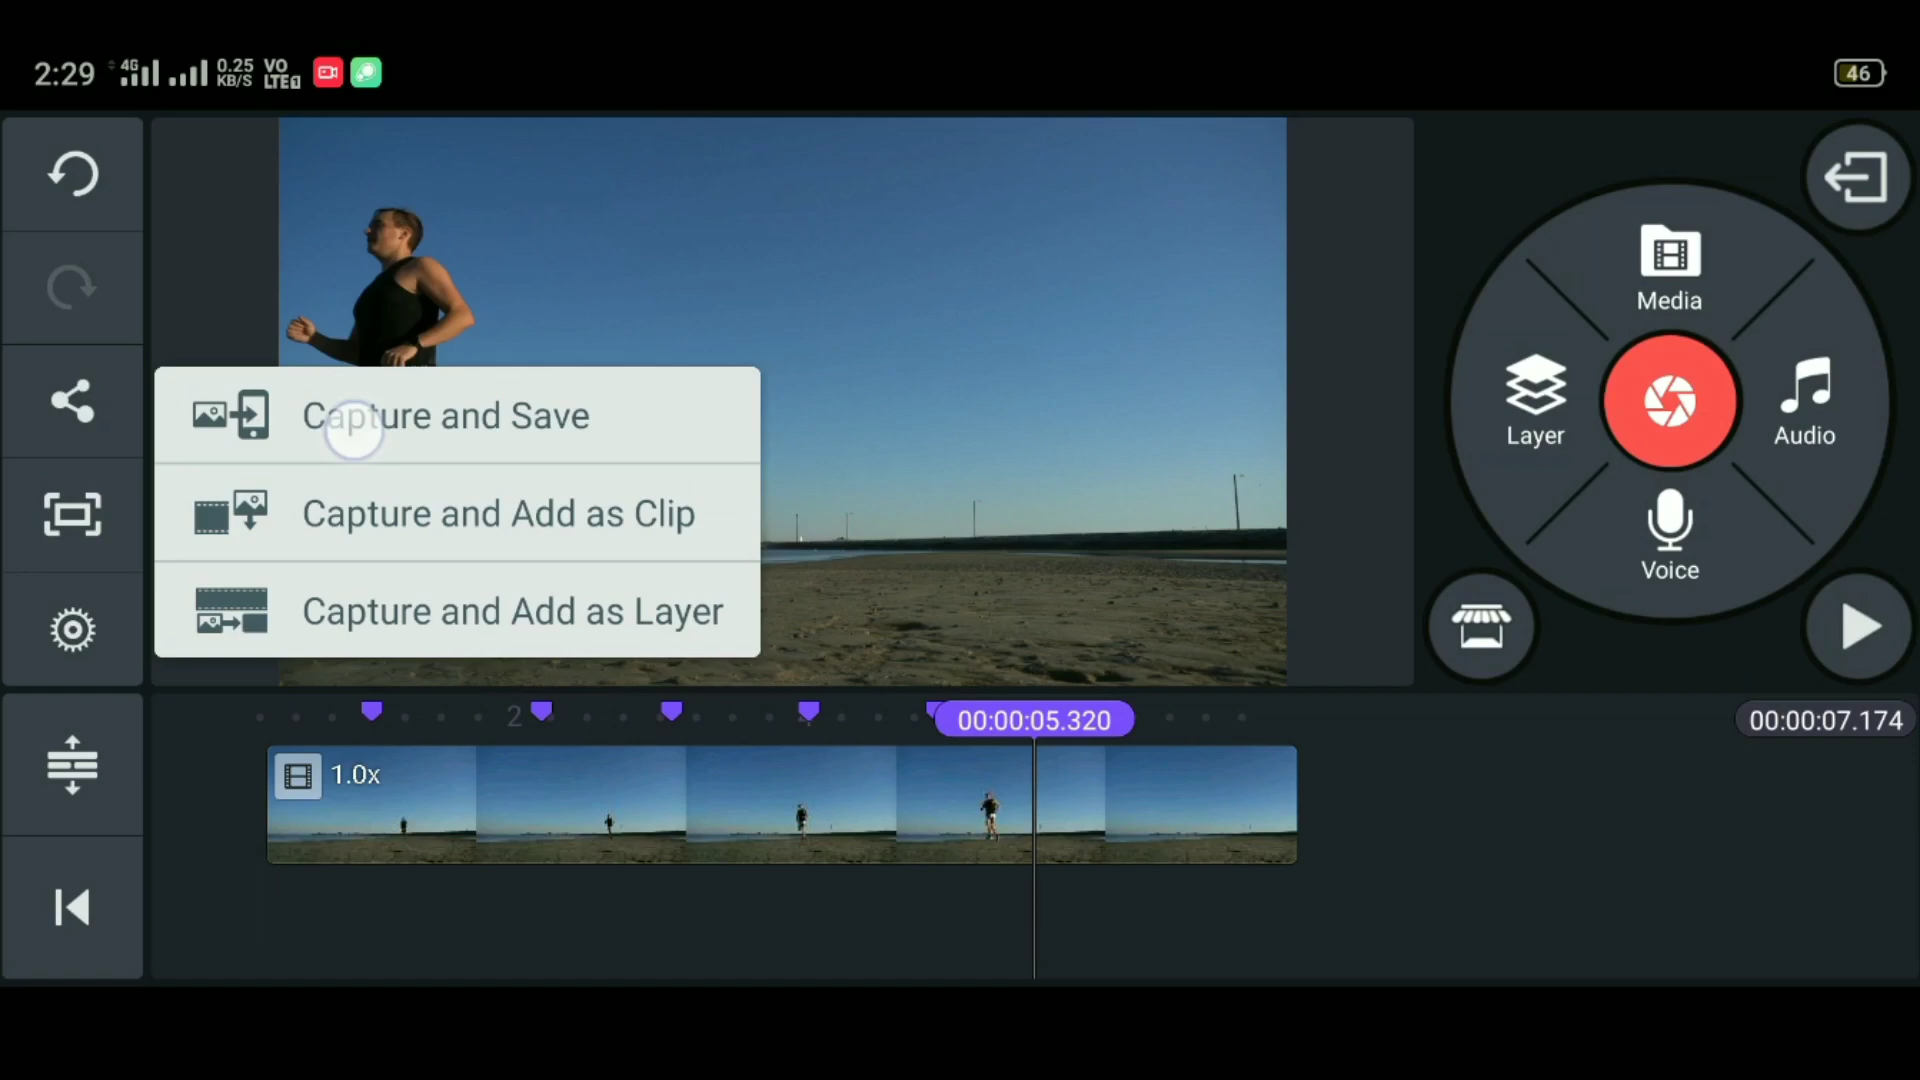 2:29 4G 0.25 KB/S VO LTE1 46
Media
Layer
Audio
Voice
Capture and Save
Capture and Add as Clip
Capture and Add as Layer
2
00:00:05.320
00:00:07.174
1.0x